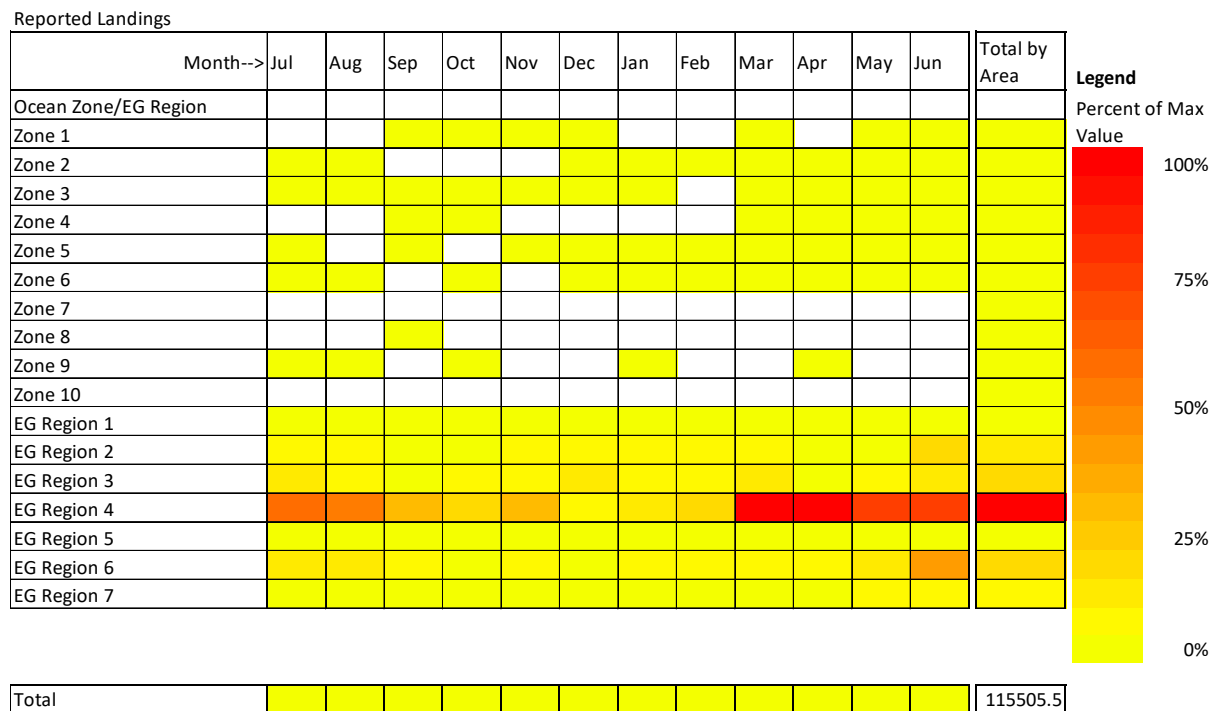 Reported Landings
Month--> Jul Aug Sep Oct Nov Dec Jan Feb Mar Apr May Jun Total by
Area
Legend
Ocean Zone/EG Region
Percent of Max
Value
Zone 1
Zone 2
100%
Zone 3
Zone 4
Zone 5
Zone 6
75%
Zone 7
Zone 8
Zone 9
Zone 10
50%
EG Region 1
EG Region 2
EG Region 3
EG Region 4
EG Region 5
25%
EG Region 6
EG Region 7
0%
Total 115505.5